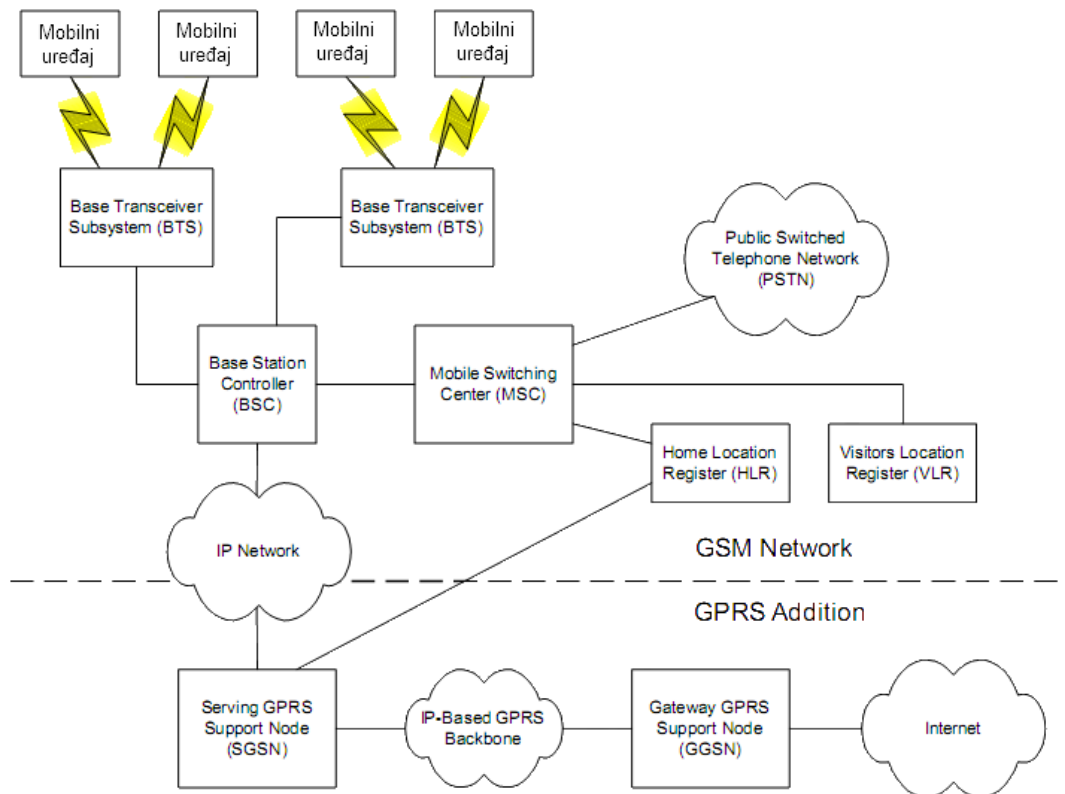 Mobilni
uređaj
Mobilni
uređaj
Mobilni
uređaj
Mobilni
uređaj
Base Transceiver
Subsystem (BTS)
Base Transceiver
Subsystem (BTS)
Public Switched
Telephone Network
(PSTN)
Base Station
Controller
(BSC)
Mobile Switching
Center (MSC)
Home Location
Register (HLR)
Visitors Location
Register (VLR)
IP Network
GSM Network
GPRS Addition
Serving GPRS
Support Node
(SGSN)
IP-Based GPRS
Backbone
Gateway GPRS
Support Node
(GGSN)
Internet